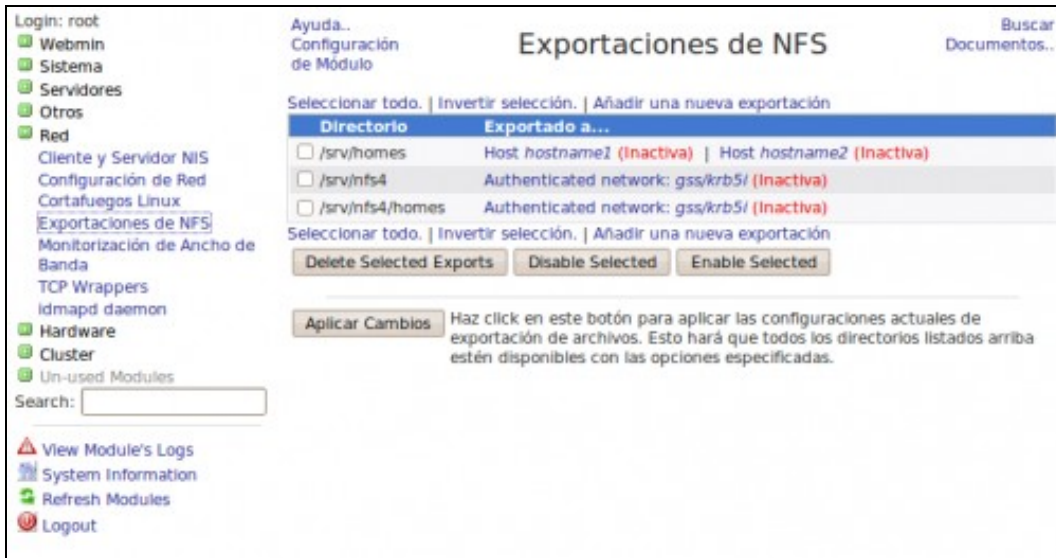 Login: root
Webmin
Sistema
Servidores
Otros
Red
Cliente y Servidor NIS
Configuración de Red
Cortafuegos Linux
Exportaciones de NFS
Monitorización de Ancho de
Banda
TCP Wrappers
idmapd daemon
Hardware
Cluster
Un-used Modules
Search:
View Module's Logs
System Information
Refresh Modules
Logout
Ayuda..
Configuración
de Módulo
Exportaciones de NFS
Buscar
Documentos..
Seleccionar todo. | Invertir selección. | Añadir una nueva exportación
Directorio Exportado a...
/srv/homes Host hostname1 (Inactiva) | Host hostname2 (Inactiva)
/srv/nfs4 Authenticated network: gss/krb5i (Inactiva)
/srv/nfs4/homes Authenticated network: gss/krb5i (Inactiva)
Seleccionar todo. | Invertir selección. | Añadir una nueva exportación
Delete Selected Exports Disable Selected Enable Selected
Aplicar Cambios Haz click en este botón para aplicar las configuraciones actuales de
exportación de archivos. Esto hará que todos los directorios listados arriba
estén disponibles con las opciones especificadas.